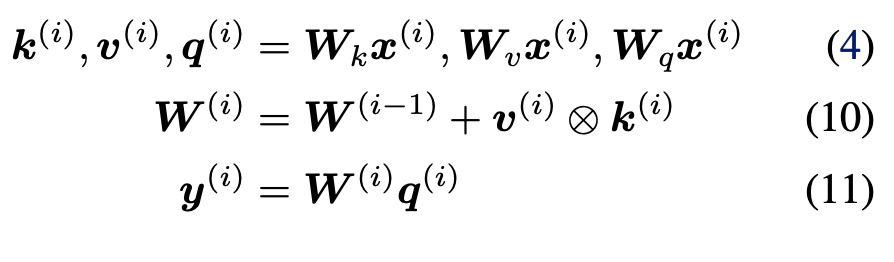 k^{(i)}, v^{(i)}, q^{(i)} = W_k x^{(i)}, W_v x^{(i)}, W_q x^{(i)} (4)
W^{(i)} = W^{(i−1)} + v^{(i)} ⊗ k^{(i)} (10)
y^{(i)} = W^{(i)} q^{(i)} (11)